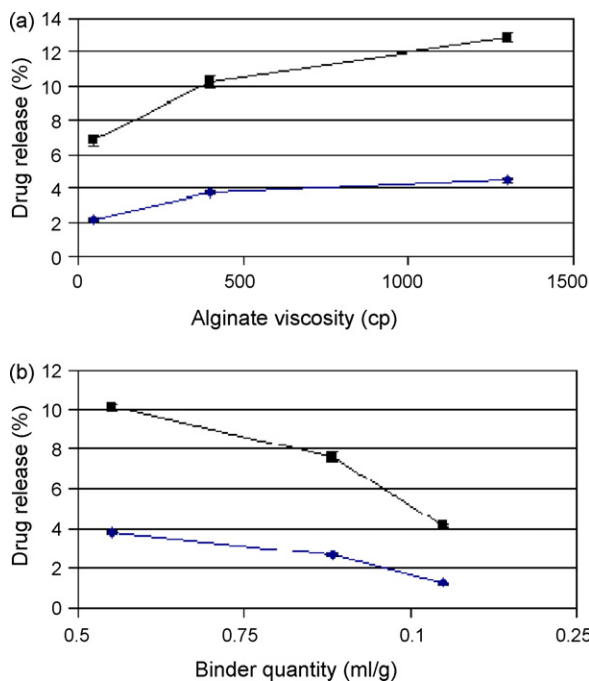 (a)
14
12
10
8
6
4
2
0
Drug release (%)
0 500 1000 1500
Alginate viscosity (cp)
(b)
12
10
8
6
4
2
0
Drug release (%)
0.5 0.75 0.1 0.25
Binder quantity (ml/g)